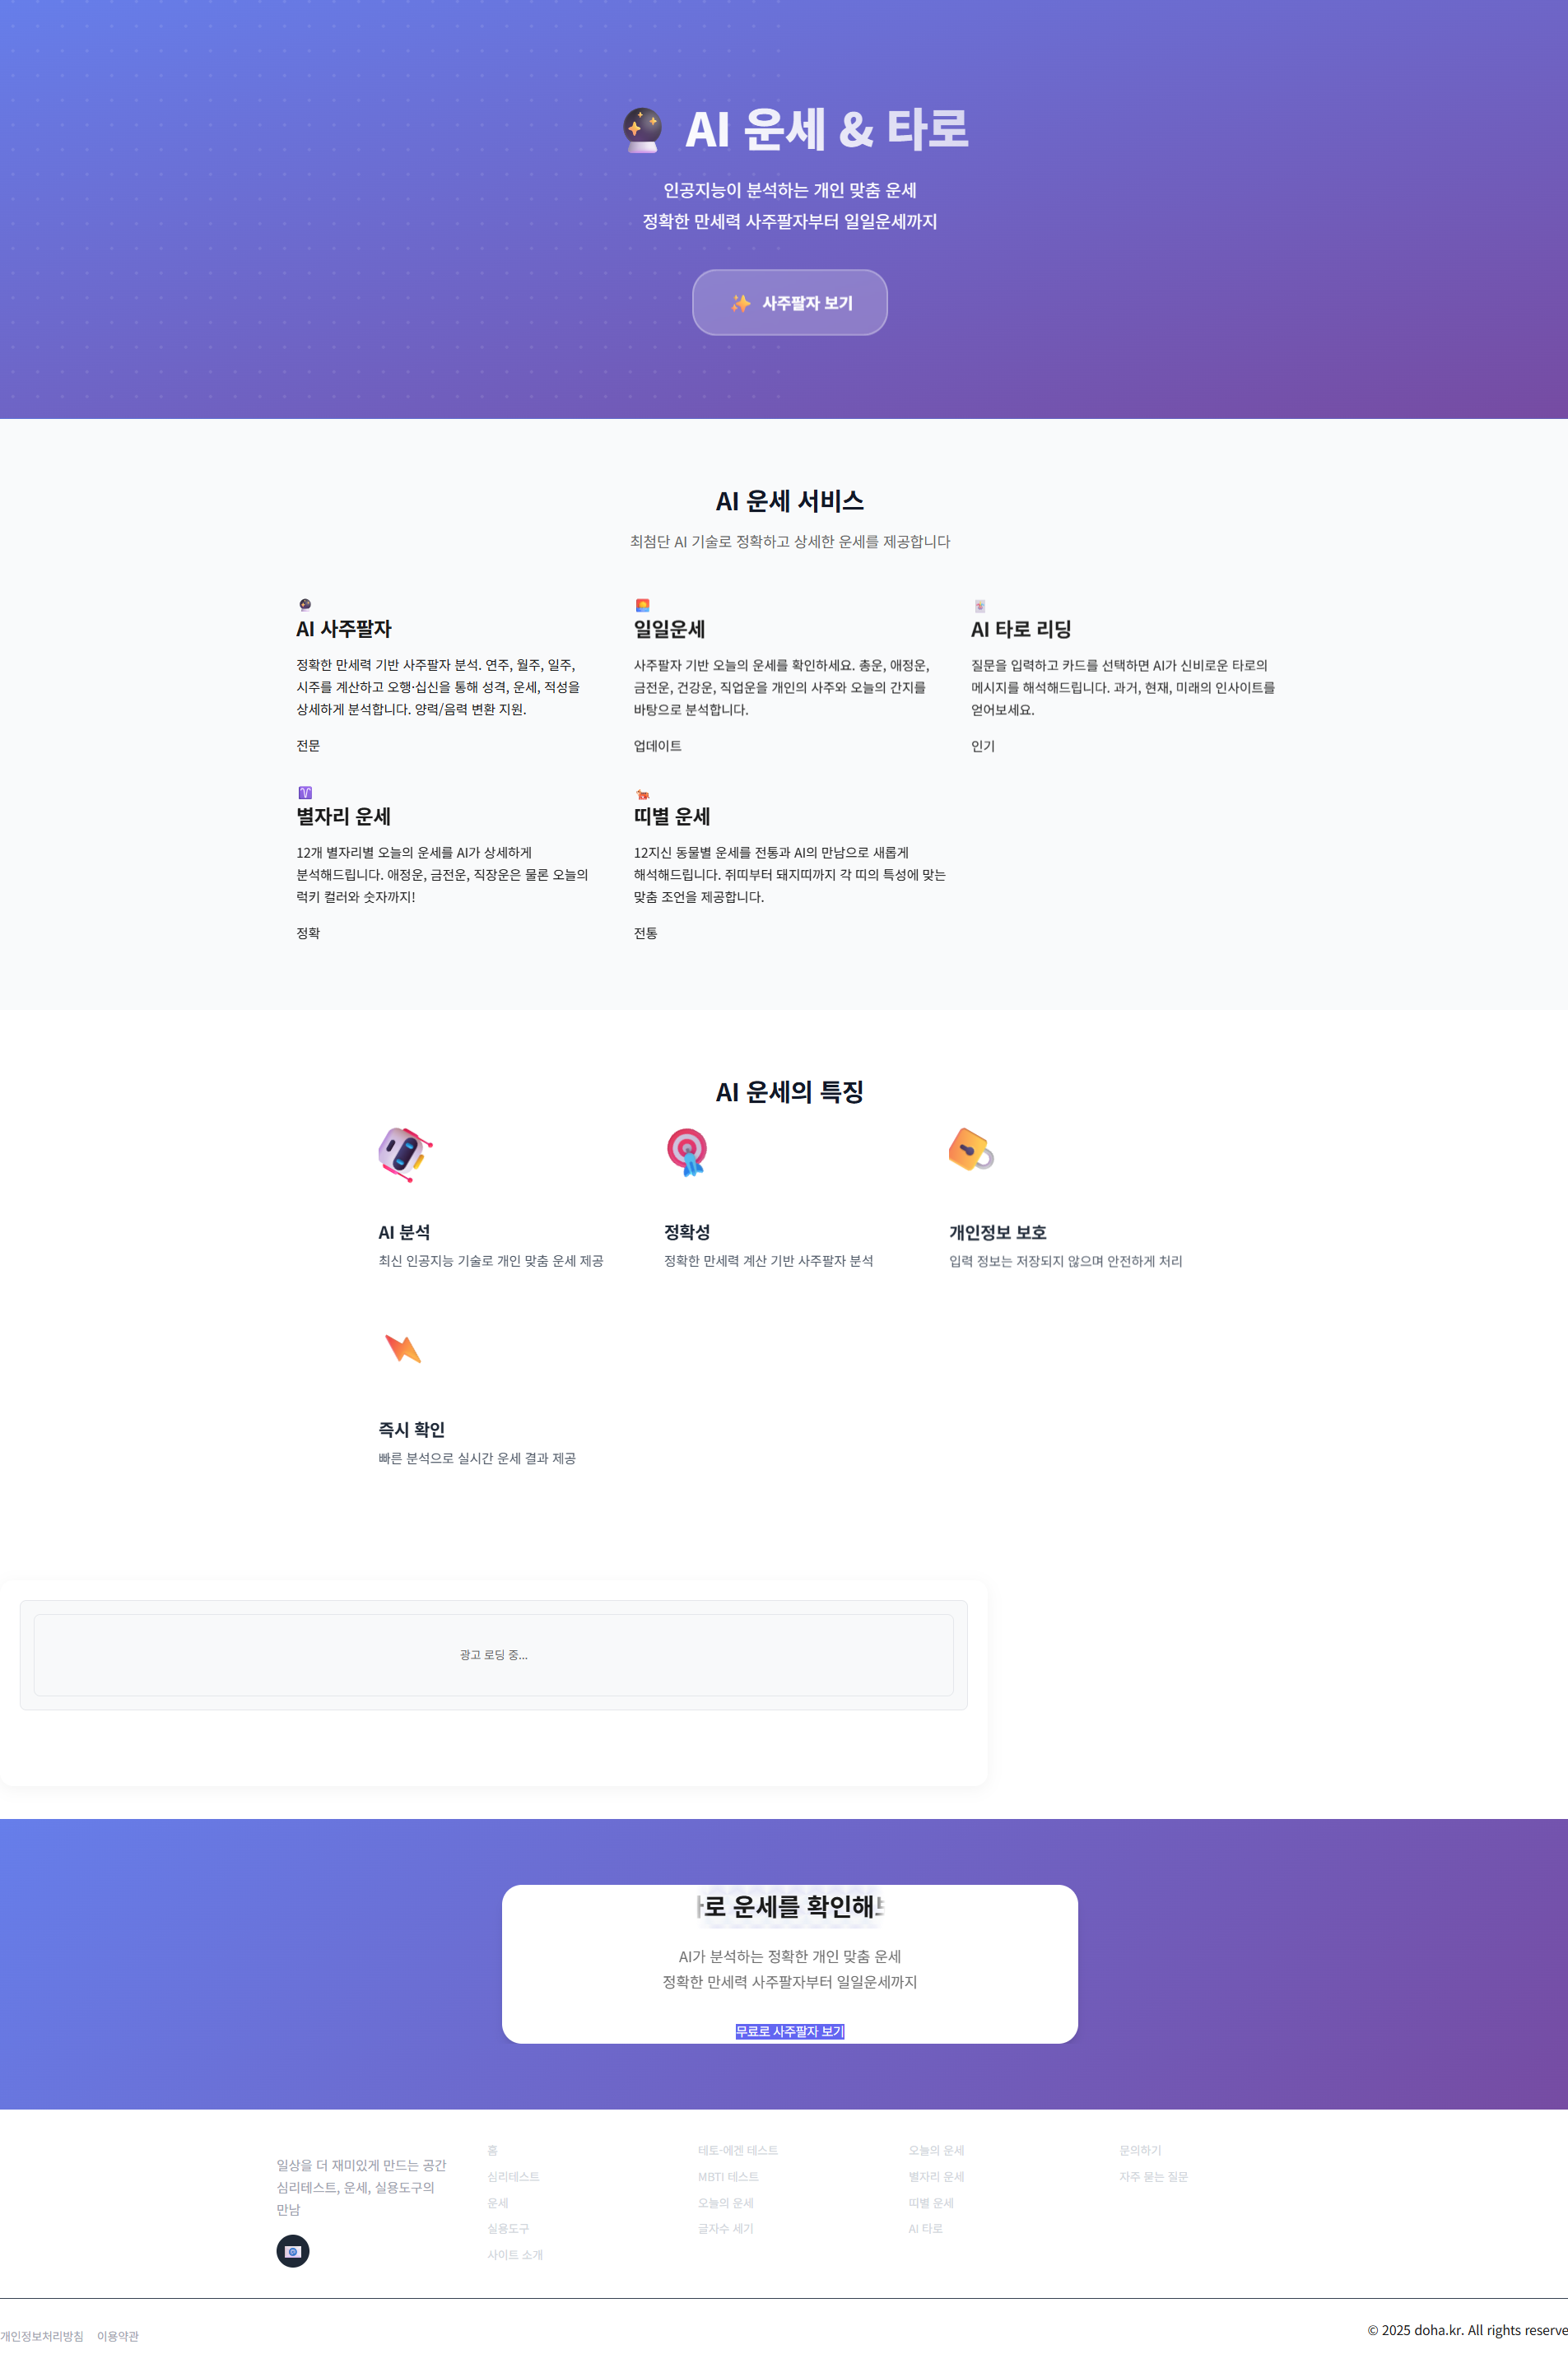 AI 운세 & 타로
인공지능이 분석하는 개인 맞춤 운세
정확한 만세력 사주팔자부터 일일운세까지
사주팔자 보기
AI 운세 서비스
최첨단 AI 기술로 정확하고 상세한 운세를 제공합니다
AI 사주팔자
정확한 만세력 기반 사주팔자 분석. 연주, 월주, 일주,
시주를 계산하고 오행·십신을 통해 성격, 운세, 적성을
상세하게 분석합니다. 양력/음력 변환 지원.
전문
일일운세
사주팔자 기반 오늘의 운세를 확인하세요. 총운, 애정운,
금전운, 건강운, 직업운을 개인의 사주와 오늘의 간지를
바탕으로 분석합니다.
업데이트
AI 타로 리딩
질문을 입력하고 카드를 선택하면 AI가 신비로운 타로의
메시지를 해석해드립니다. 과거, 현재, 미래의 인사이트를
얻어보세요.
인기
별자리 운세
12개 별자리별 오늘의 운세를 AI가 상세하게
분석해드립니다. 애정운, 금전운, 직장운은 물론 오늘의
럭키 컬러와 숫자까지!
정확
띠별 운세
12지신 동물별 운세를 전통과 AI의 만남으로 새롭게
해석해드립니다. 쥐띠부터 돼지띠까지 각 띠의 특성에 맞는
맞춤 조언을 제공합니다.
전통
AI 운세의 특징
AI 분석
최신 인공지능 기술로 개인 맞춤 운세 제공
정확성
정확한 만세력 계산 기반 사주팔자 분석
개인정보 보호
입력 정보는 저장되지 않으며 안전하게 처리
즉시 확인
빠른 분석으로 실시간 운세 결과 제공
광고 로딩 중...
로 운세를 확인해
AI가 분석하는 정확한 개인 맞춤 운세
정확한 만세력 사주팔자부터 일일운세까지
무료로 사주팔자 보기
일상을 더 재미있게 만드는 공간
심리테스트, 운세, 실용도구의
만남
홈
심리테스트
운세
실용도구
사이트 소개
테토-에겐 테스트
MBTI 테스트
오늘의 운세
글자수 세기
오늘의 운세
별자리 운세
띠별 운세
AI 타로
문의하기
자주 묻는 질문
개인정보처리방침 이용약관
© 2025 doha.kr. All rights reserve